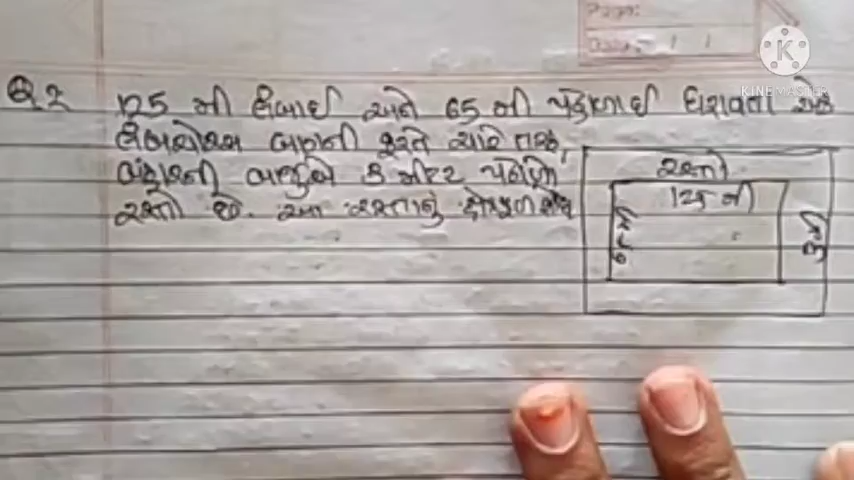 Page:
Date: / /
K
KINEMASTER
Q.2 125 મી લંબાઈ અને 65 મી પહોળાઈ ધરાવતા એક
લંબચોરસ બાગની ફરતે ચારે તરફ,
બહારની બાજુએ 3 મીટર પહોળો
રસ્તો છે. આ રસ્તાનું ક્ષેત્રફળ શોધ
રસ્તો
125 મી
65 મી
3 મી